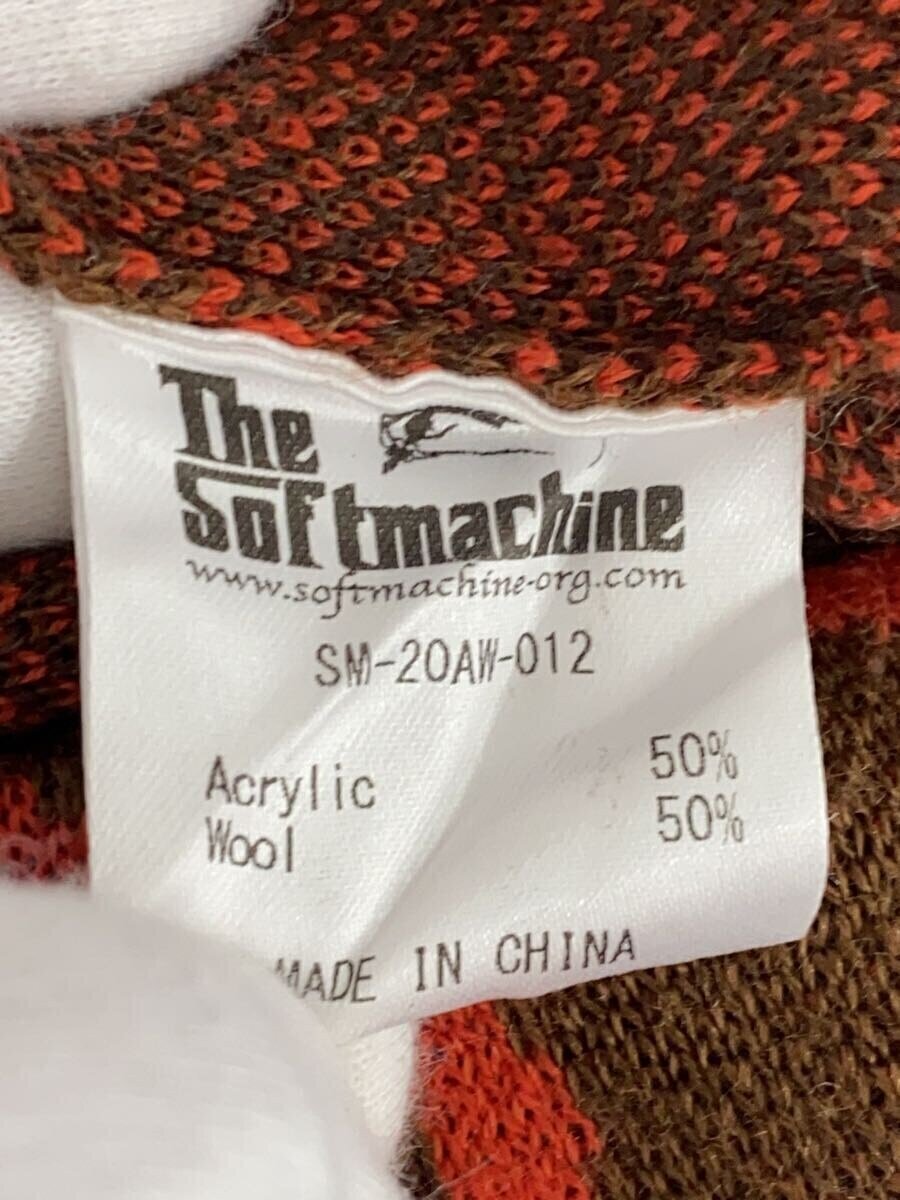 The
Softmachine
www.softmachine-org.com
SM-20AW-012
Acrylic 50%
Wool 50%
MADE IN CHINA